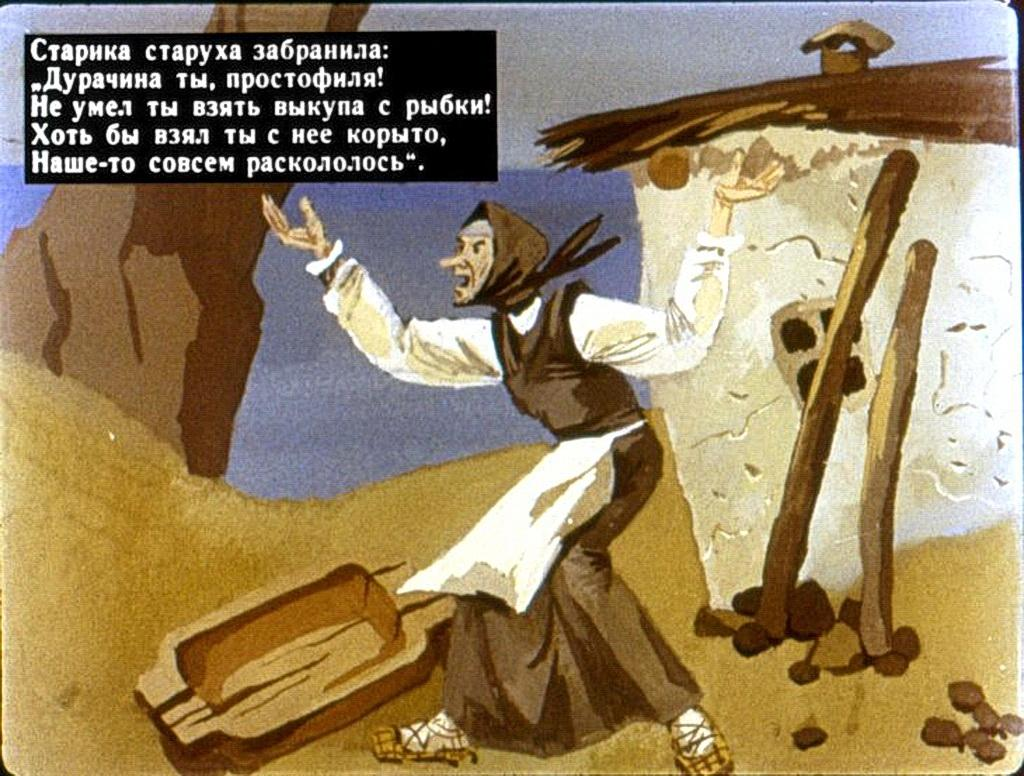 Старика старуха забранила:
„Дурачина ты, простофиля!
Не умел ты взять выкупа с рыбки!
Хоть бы взял ты с нее корыто,
Наше-то совсем раскололось“.